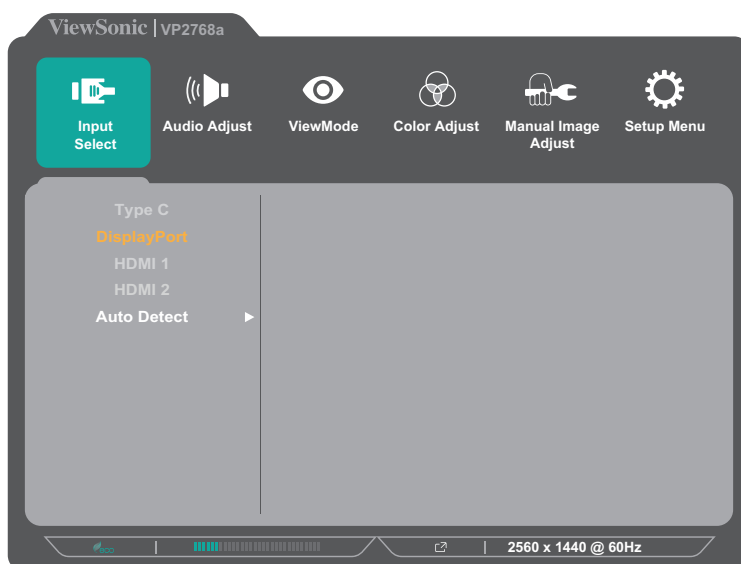 ViewSonic | VP2768a
Input Select
Audio Adjust
ViewMode
Color Adjust
Manual Image Adjust
Setup Menu
Type C
DisplayPort
HDMI 1
HDMI 2
Auto Detect
eco
2560 x 1440 @ 60Hz